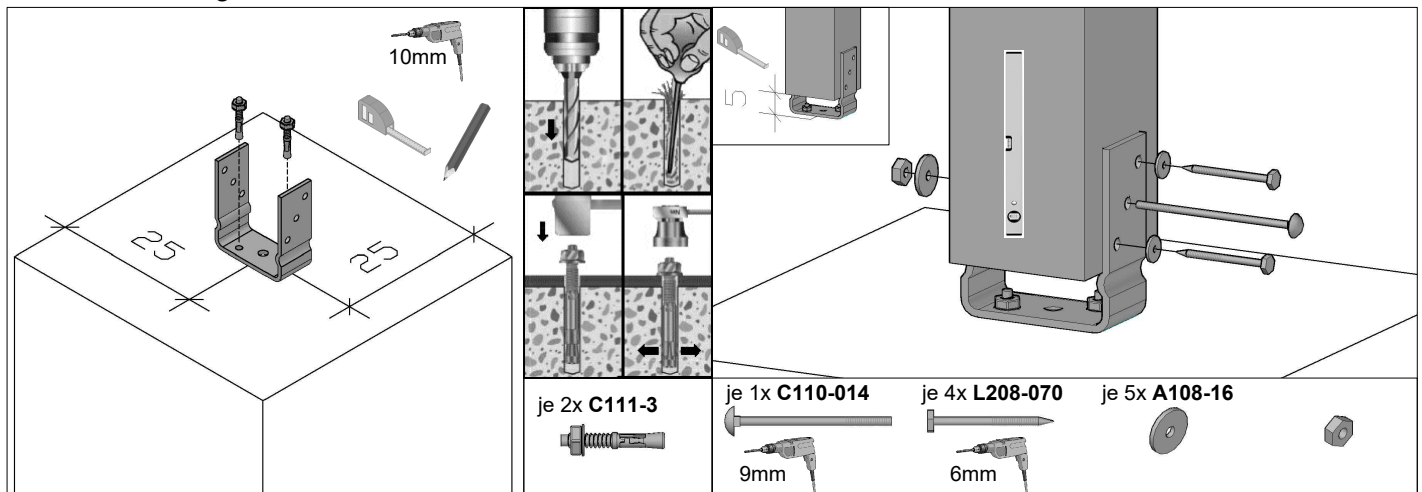 10mm
25
25
je 2x C111-3
5
je 1x C110-014
9mm
je 4x L208-070
6mm
je 5x A108-16